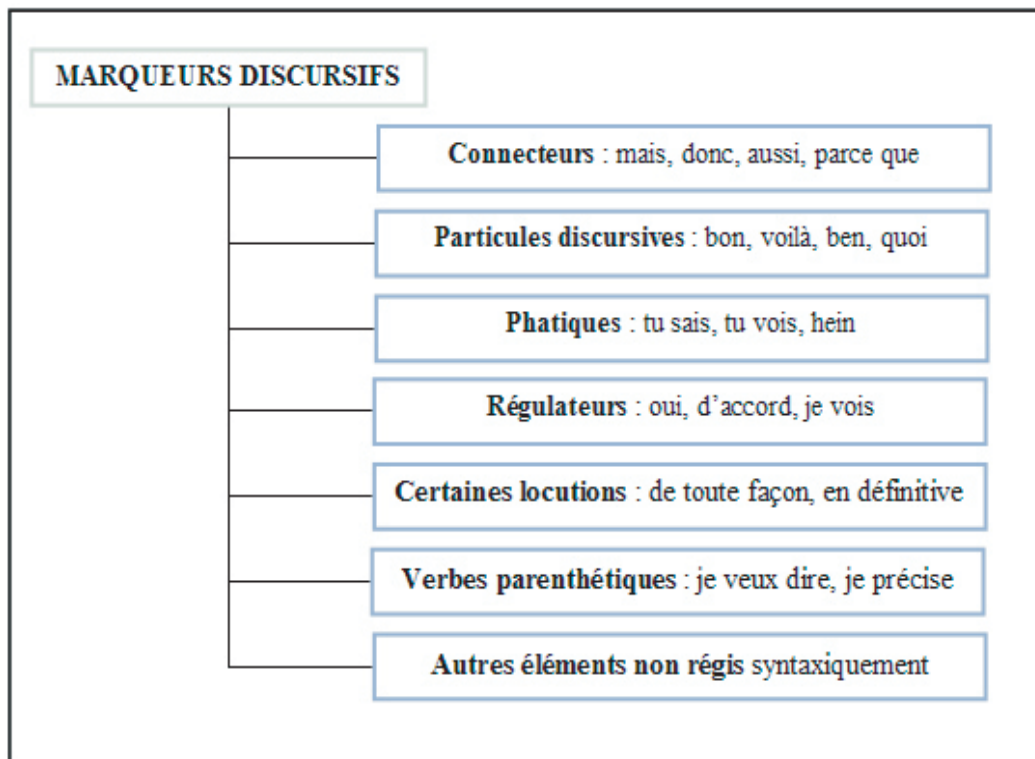 MARQUEURS DISCURSIFS
Connecteurs : mais, donc, aussi, parce que
Particules discursives : bon, voilà, ben, quoi
Phatiques : tu sais, tu vois, hein
Régulateurs : oui, d’accord, je vois
Certaines locutions : de toute façon, en définitive
Verbes parenthétiques : je veux dire, je précise
Autres éléments non régis syntaxiquement